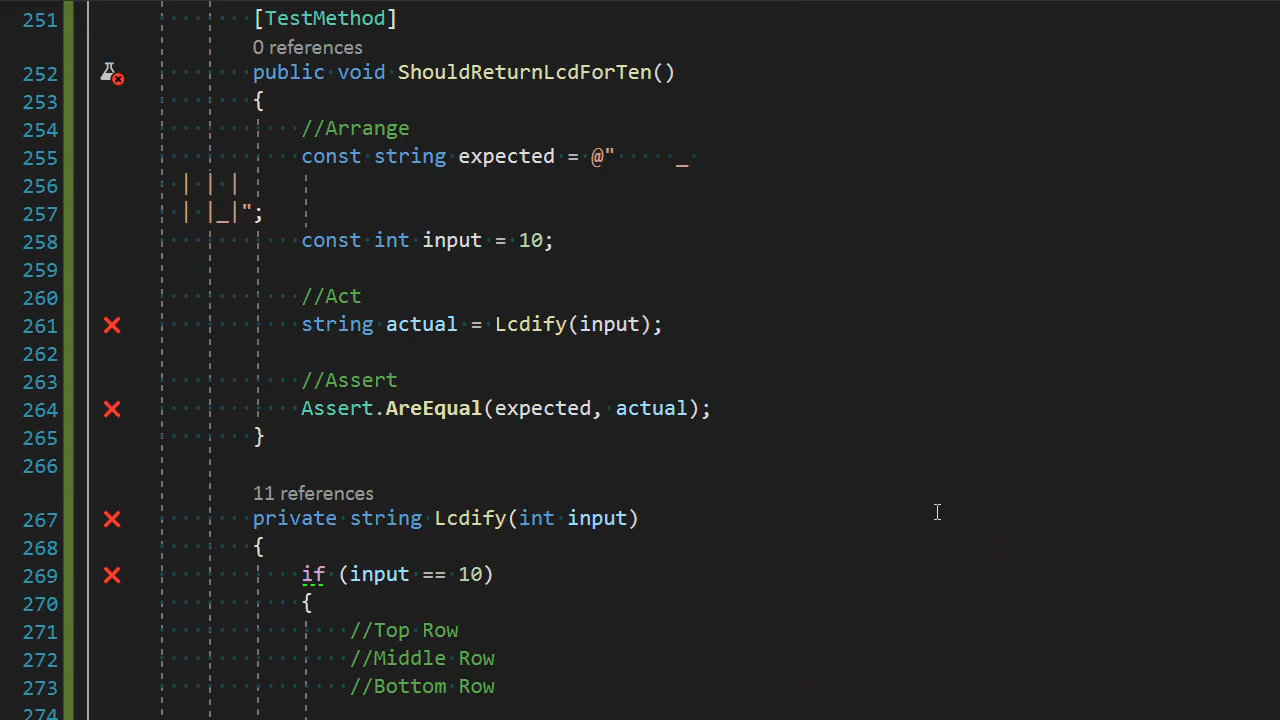 251 [TestMethod]
0 references
252 public void ShouldReturnLcdForTen()
253 {
254 //Arrange
255 const string expected = @"     _ 
256  | | |
257  | |_|";
258 const int input = 10;
259
260 //Act
261 string actual = Lcdify(input);
262
263 //Assert
264 Assert.AreEqual(expected, actual);
265 }
266
11 references
267 private string Lcdify(int input)
268 {
269 if (input == 10)
270 {
271 //Top Row
272 //Middle Row
273 //Bottom Row
274